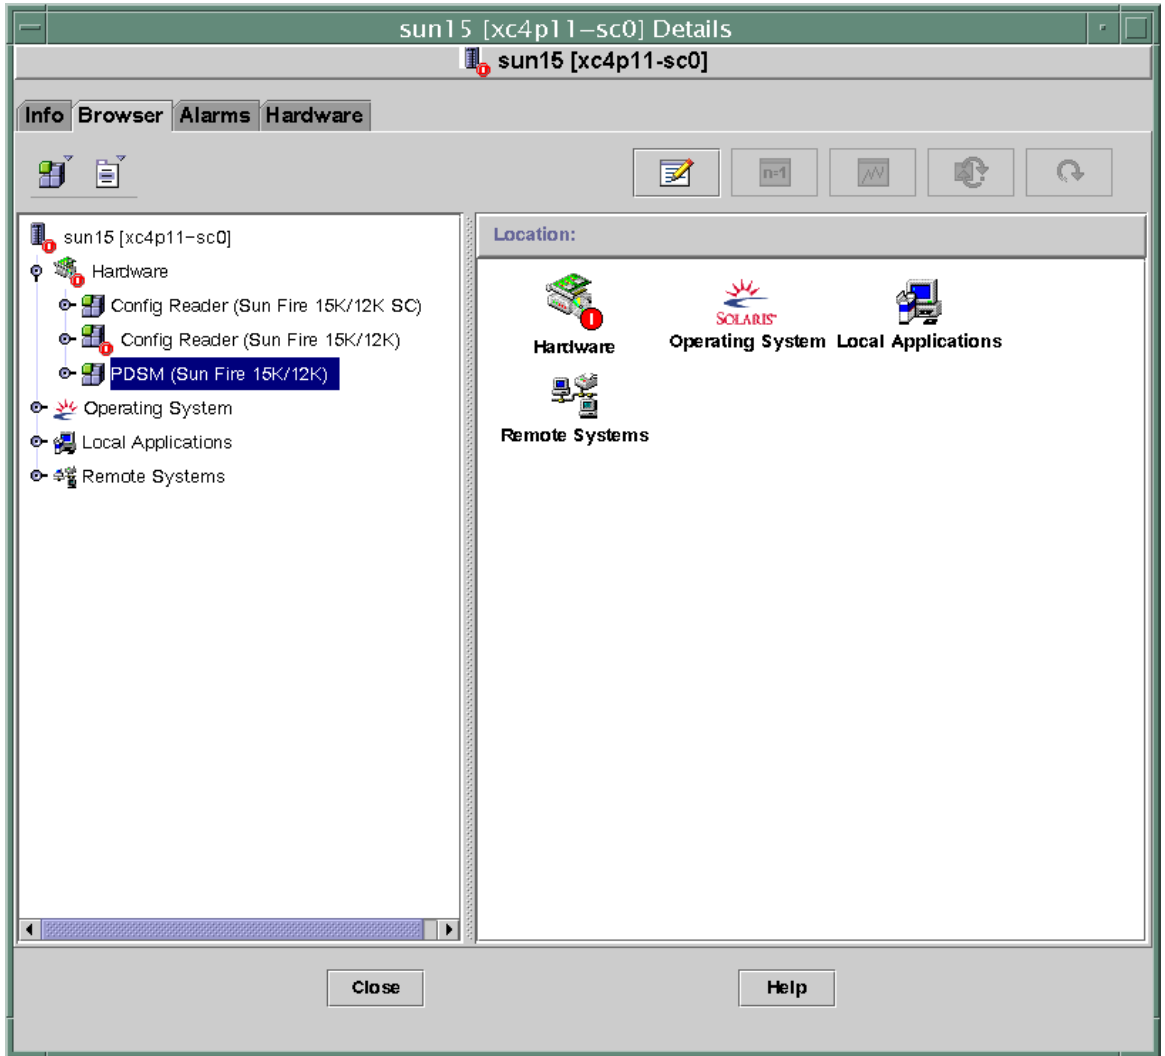 sun15 [xc4p11-sc0] Details
sun15 [xc4p11-sc0]
Info Browser Alarms Hardware
n=1
sun15 [xc4p11-sc0]
Hardware
Config Reader (Sun Fire 15K/12K SC)
Config Reader (Sun Fire 15K/12K)
PDSM (Sun Fire 15K/12K)
Operating System
Local Applications
Remote Systems
Location:
SOLARIS
Hardware Operating System Local Applications
Remote Systems
Close Help